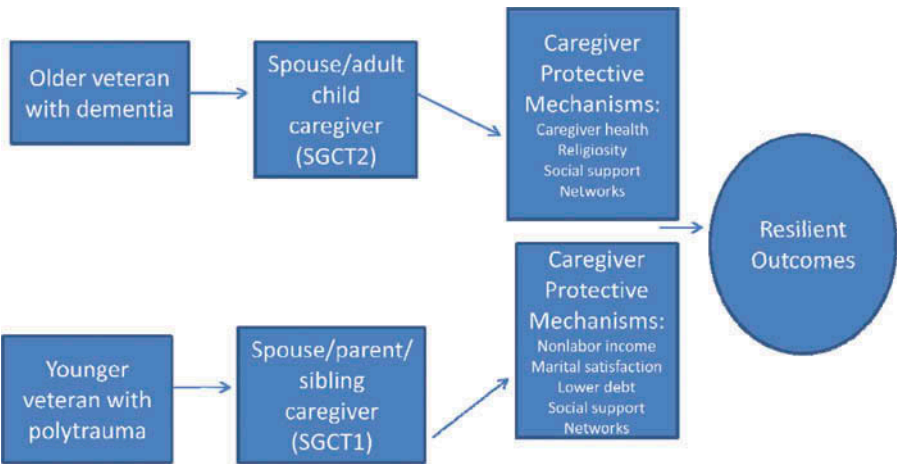 Older veteran
with dementia
Spouse/adult
child
caregiver
(SGCT2)
Caregiver
Protective
Mechanisms:
Caregiver health
Religiosity
Social support
Networks
Younger
veteran with
polytrauma
Spouse/parent/
sibling
caregiver
(SGCT1)
Caregiver
Protective
Mechanisms:
Nonlabor income
Marital satisfaction
Lower debt
Social support
Networks
Resilient
Outcomes